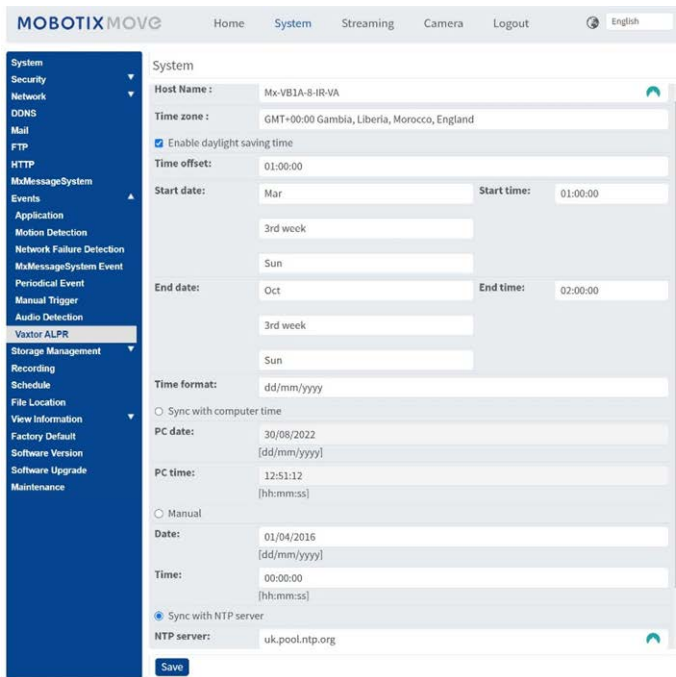 MOBOTIX MOVE Home System Streaming Camera Logout English
System
Security
Network
DDNS
Mail
FTP
HTTP
MxMessageSystem
Events
Application
Motion Detection
Network Failure Detection
MxMessageSystem Event
Periodical Event
Manual Trigger
Audio Detection
Vaxtor ALPR
Storage Management
Recording
Schedule
File Location
View Information
Factory Default
Software Version
Software Upgrade
Maintenance
System
Host Name : Mx-VB1A-8-IR-VA
Time zone : GMT+00:00 Gambia, Liberia, Morocco, England
Enable daylight saving time
Time offset: 01:00:00
Start date: Mar Start time: 01:00:00
3rd week
Sun
End date: Oct End time: 02:00:00
3rd week
Sun
Time format: dd/mm/yyyy
Sync with computer time
PC date: 30/08/2022
[dd/mm/yyyy]
PC time: 12:51:12
[hh:mm:ss]
Manual
Date: 01/04/2016
[dd/mm/yyyy]
Time: 00:00:00
[hh:mm:ss]
Sync with NTP server
NTP server: uk.pool.ntp.org
Save